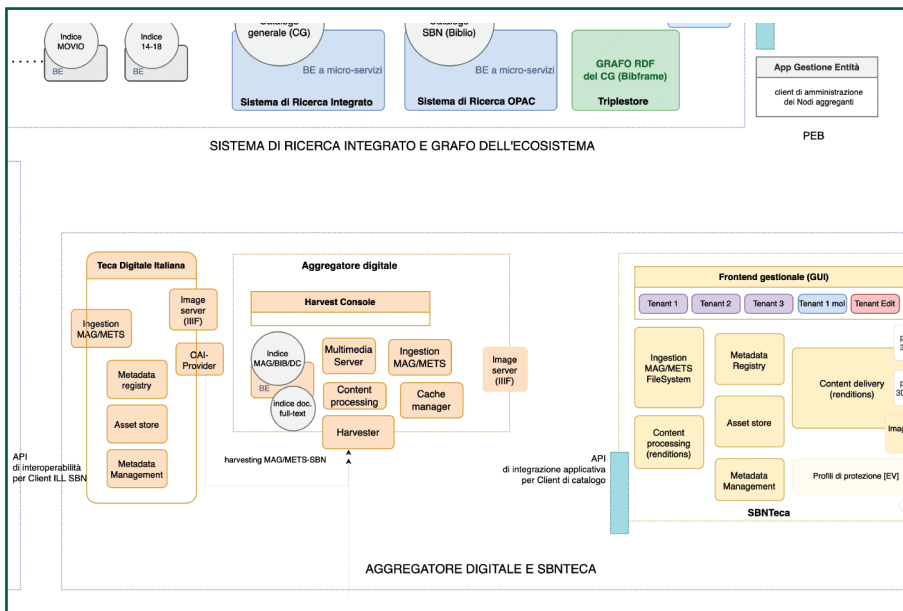 Indice
MOVIO
BE
Indice
14-18
BE
generale (CG)
BE a micro-servizi
Sistema di Ricerca Integrato
SBN (Biblio)
BE a micro-servizi
Sistema di Ricerca OPAC
GRAFO RDF
del CG (Bibframe)
Triplestore
App Gestione Entità
client di amministrazione
dei Nodi aggreganti
PEB
SISTEMA DI RICERCA INTEGRATO E GRAFO DELL'ECOSISTEMA
Teca Digitale Italiana
Image
server
(IIIF)
Ingestion
MAG/METS
OAI-
Provider
Metadata
registry
Asset store
Metadata
Management
API
di interoperabilità
per Client ILL SBN
Aggregatore digitale
Harvest Console
Indice
MAG/BIB/DC
BE
indice doc.
full-text
Multimedia
Server
Ingestion
MAG/METS
Content
processing
Cache
manager
Harvester
Image
server
(IIIF)
harvesting MAG/METS-SBN
API
di integrazione applicativa
per Client di catalogo
Frontend gestionale (GUI)
Tenant 1
Tenant 2
Tenant 3
Tenant 1 mol
Tenant Edit
Ingestion
MAG/METS
FileSystem
Metadata
Registry
Content delivery
(renditions)
Content
processing
(renditions)
Asset store
Metadata
Management
Profili di protezione [EV]
SBNTeca
AGGREGATORE DIGITALE E SBNTECA